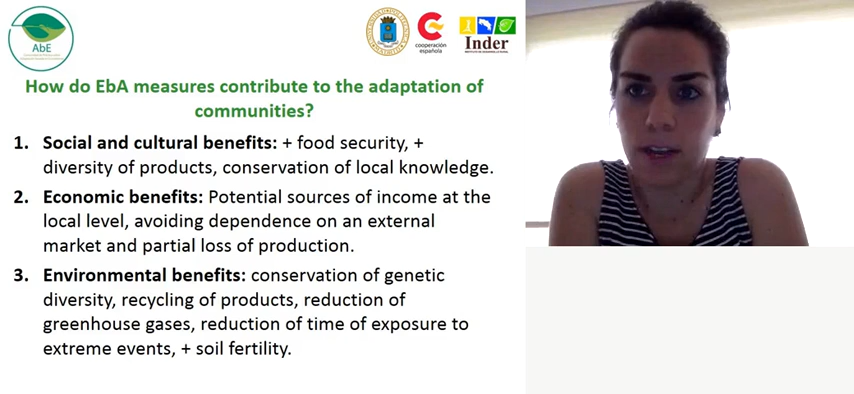 AbE
cooperación
española
Inder
How do EbA measures contribute to the adaptation of
communities?
1. Social and cultural benefits: + food security, +
diversity of products, conservation of local knowledge.
2. Economic benefits: Potential sources of income at the
local level, avoiding dependence on an external
market and partial loss of production.
3. Environmental benefits: conservation of genetic
diversity, recycling of products, reduction of
greenhouse gases, reduction of time of exposure to
extreme events, + soil fertility.